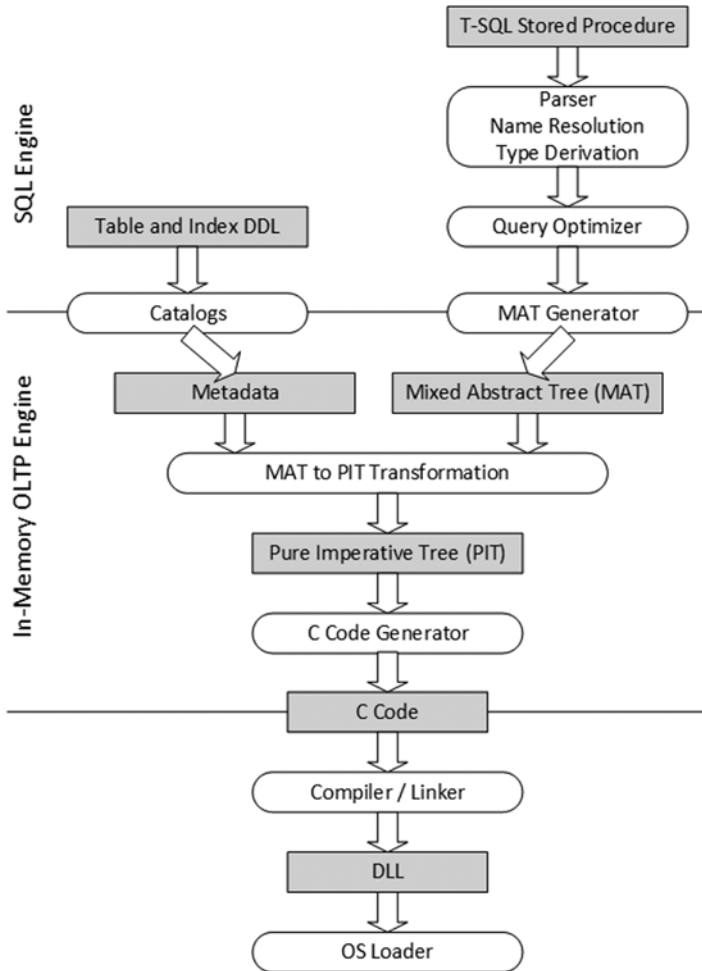 T-SQL Stored Procedure
Parser
Name Resolution
Type Derivation
SQL Engine
Table and Index DDL
Query Optimizer
Catalogs
MAT Generator
In-Memory OLTP Engine
Metadata
Mixed Abstract Tree (MAT)
MAT to PIT Transformation
Pure Imperative Tree (PIT)
C Code Generator
C Code
Compiler / Linker
DLL
OS Loader